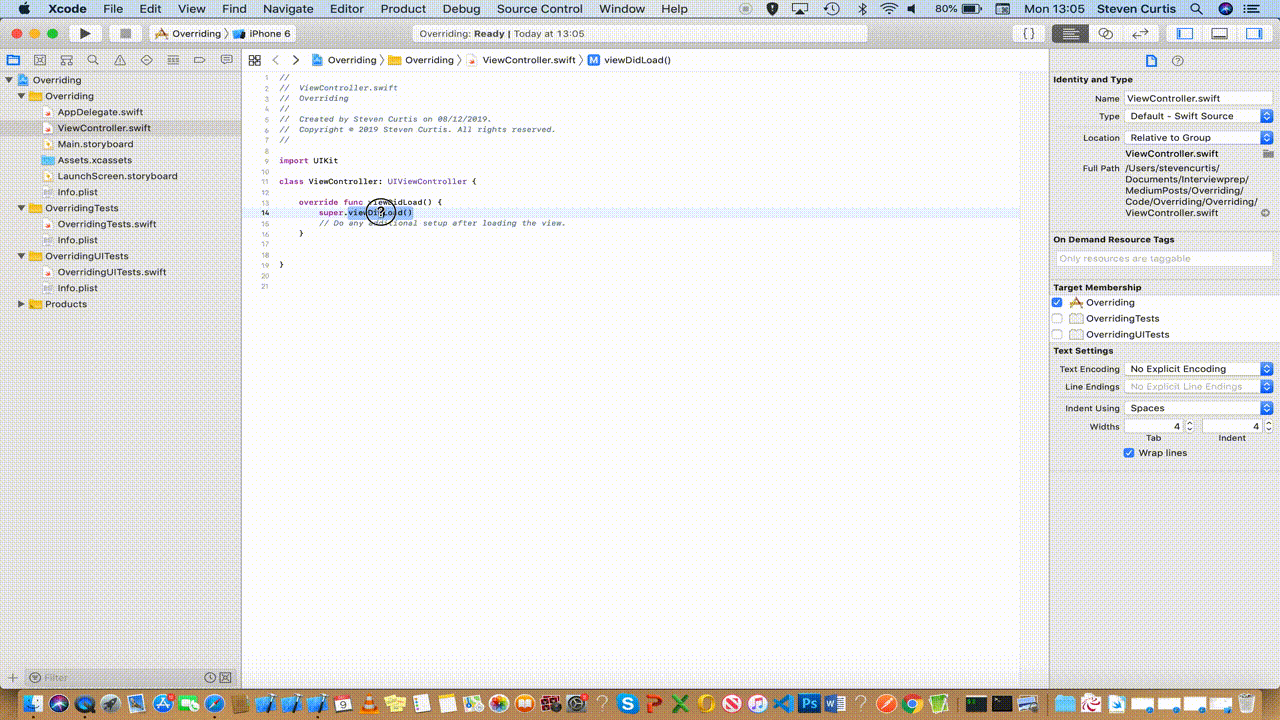 Xcode File Edit View Find Navigate Editor Product Debug Source Control Window Help 80% Mon 13:05 Steven Curtis
Overriding iPhone 6 Overriding: Ready | Today at 13:05 {}
Overriding Overriding ViewController.swift M viewDidLoad()
Overriding
Overriding
AppDelegate.swift
ViewController.swift
Main.storyboard
Assets.xcassets
LaunchScreen.storyboard
Info.plist
OverridingTests
OverridingTests.swift
Info.plist
OverridingUITests
OverridingUITests.swift
Info.plist
Products
Filter
1 //
2 // ViewController.swift
3 // Overriding
4 //
5 // Created by Steven Curtis on 08/12/2019.
6 // Copyright © 2019 Steven Curtis. All rights reserved.
7 //
8
9 import UIKit
10
11 class ViewController: UIViewController {
12
13 override func viewDidLoad() {
14 super.viewDidLoad()
15 // Do any additional setup after loading the view.
16 }
17
18
19 }
20
21
Identity and Type
Name ViewController.swift
Type Default - Swift Source
Location Relative to Group
ViewController.swift
Full Path /Users/stevencurtis/
Documents/Interviewprep/
MediumPosts/Overriding/
Code/Overriding/Overriding/
ViewController.swift
On Demand Resource Tags
Only resources are taggable
Target Membership
Overriding
OverridingTests
OverridingUITests
Text Settings
Text Encoding No Explicit Encoding
Line Endings No Explicit Line Endings
Indent Using Spaces
Widths 4 4
Tab Indent
Wrap lines